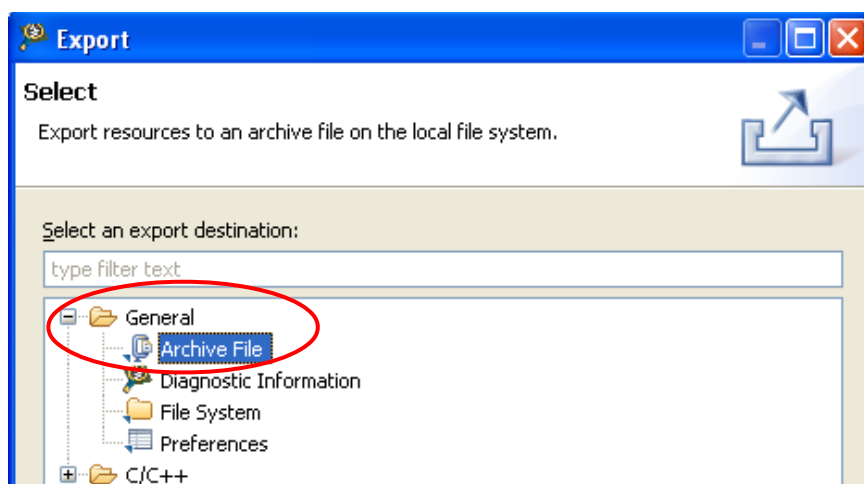 Export
Select
Export resources to an archive file on the local file system.
Select an export destination:
type filter text
General
Archive File
Diagnostic Information
File System
Preferences
C/C++